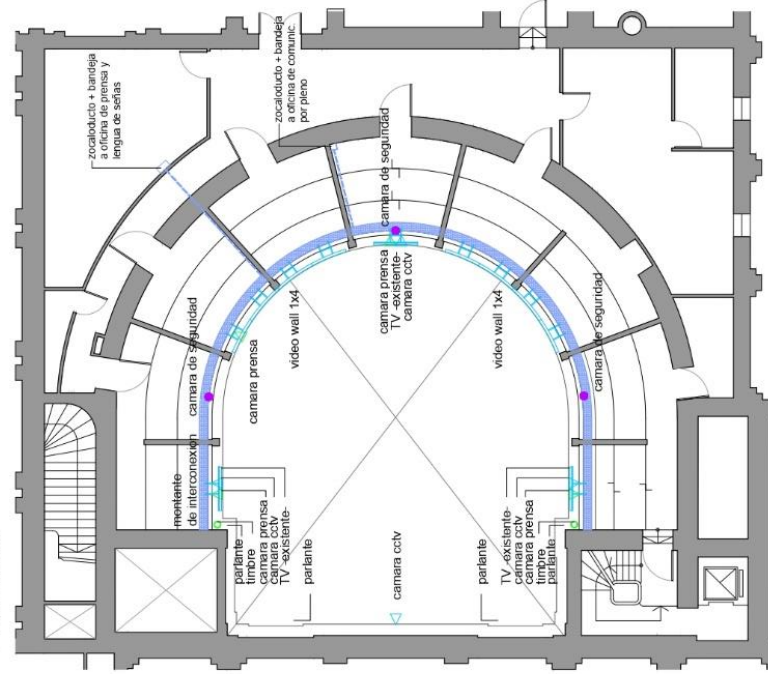 zocaloducto + bandeja
a oficina de prensa y
lengua de señas
zocaloducto + bandeja
a oficina de comunic.
por pleno
camara de seguridad
camara prensa
TV -existente-
camara cctv
camara de seguridad
video wall 1x4
camara prensa
video wall 1x4
camara de seguridad
montante
de interconexion
parlante
timbre
camara prensa
camara cctv
TV -existente-
parlante
camara cctv
parlante
TV -existente-
camara cctv
camara prensa
timbre
parlante